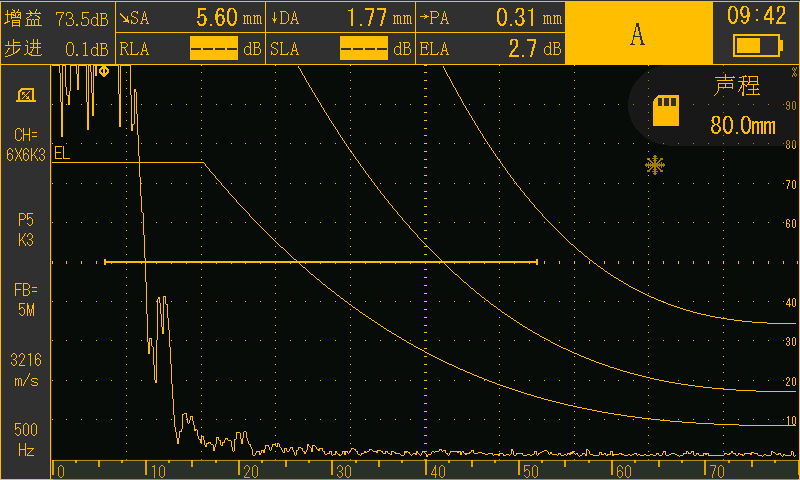 增益 73.5dB ↘SA 5.60 mm ↓DA 1.77 mm →PA 0.31 mm A 09:42
步进 0.1dB RLA ---- dB SLA ---- dB ELA 2.7 dB
声程
80.0mm
CH=
6X6K3
P5
K3
FB=
5M
3216
m/s
500
Hz
EL
%
90
80
70
60
40
30
20
10
0 10 20 30 40 50 60 70